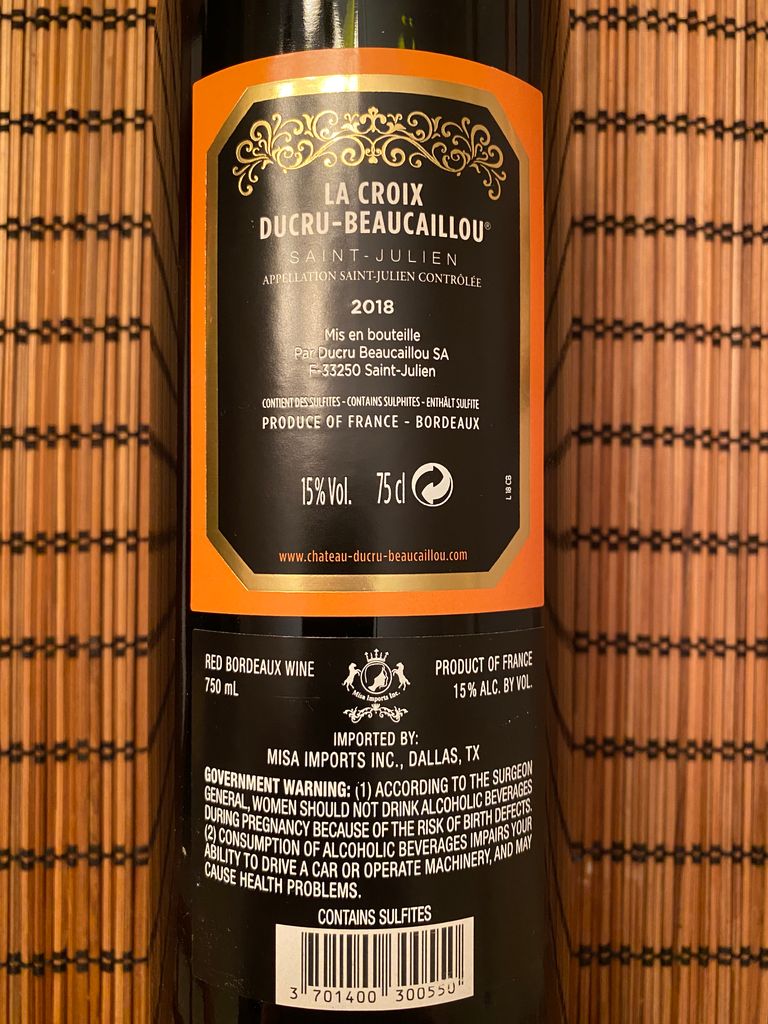 LA CROIX
DUCRU-BEAUCAILLOU®
SAINT-JULIEN
APPELLATION SAINT-JULIEN CONTRÔLÉE
2018
Mis en bouteille
Par Ducru Beaucaillou SA
F-33250 Saint-Julien
CONTIENT DES SULFITES - CONTAINS SULPHITES - ENTHÄLT SULFITE
PRODUCE OF FRANCE - BORDEAUX
15% Vol. 75 cl
L 18 CB
www.chateau-ducru-beaucaillou.com
RED BORDEAUX WINE
750 mL
Misa Imports Inc.
PRODUCT OF FRANCE
15% ALC. BY VOL.
IMPORTED BY:
MISA IMPORTS INC., DALLAS, TX
GOVERNMENT WARNING: (1) ACCORDING TO THE SURGEON
GENERAL, WOMEN SHOULD NOT DRINK ALCOHOLIC BEVERAGES
DURING PREGNANCY BECAUSE OF THE RISK OF BIRTH DEFECTS.
(2) CONSUMPTION OF ALCOHOLIC BEVERAGES IMPAIRS YOUR
ABILITY TO DRIVE A CAR OR OPERATE MACHINERY, AND MAY
CAUSE HEALTH PROBLEMS.
CONTAINS SULFITES
3 701400 300550